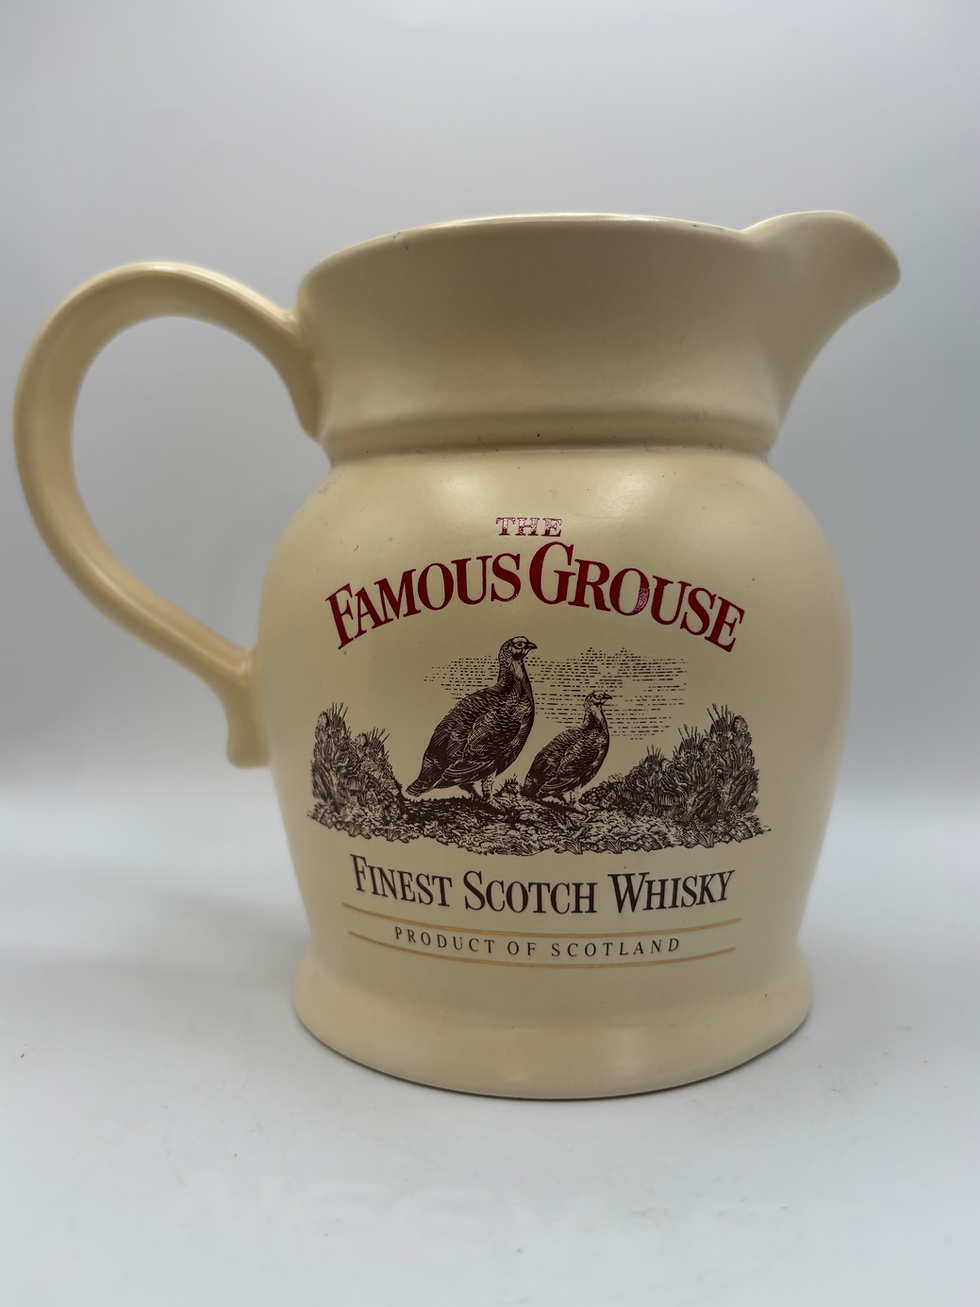 THE
FAMOUS GROUSE
FINEST SCOTCH WHISKY
PRODUCT OF SCOTLAND